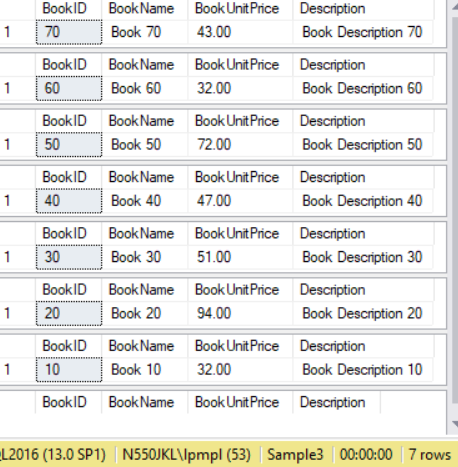 BookID BookName BookUnitPrice Description
1 70 Book 70 43.00 Book Description 70
BookID BookName BookUnitPrice Description
1 60 Book 60 32.00 Book Description 60
BookID BookName BookUnitPrice Description
1 50 Book 50 72.00 Book Description 50
BookID BookName BookUnitPrice Description
1 40 Book 40 47.00 Book Description 40
BookID BookName BookUnitPrice Description
1 30 Book 30 51.00 Book Description 30
BookID BookName BookUnitPrice Description
1 20 Book 20 94.00 Book Description 20
BookID BookName BookUnitPrice Description
1 10 Book 10 32.00 Book Description 10
BookID BookName BookUnitPrice Description
L2016 (13.0 SP1) N550JKL\lpmpl (53) Sample3 00:00:00 7 rows